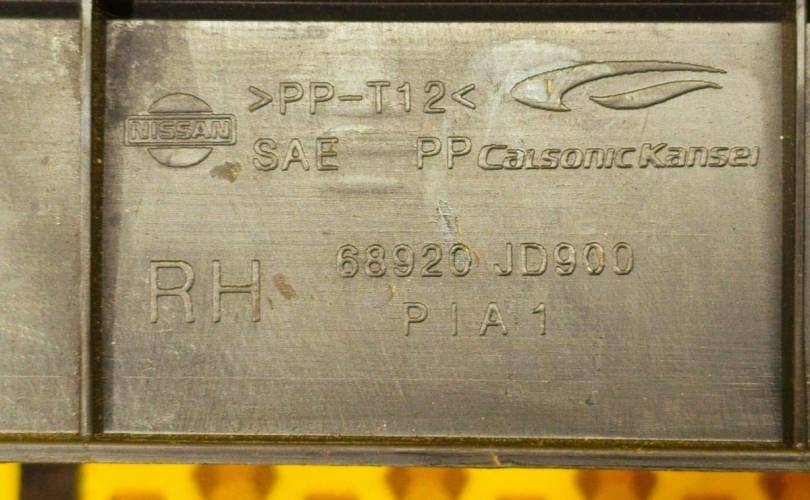 >PP-T12<
NISSAN
SAE PP CalsonicKansei
RH 68920 JD900
PIA1